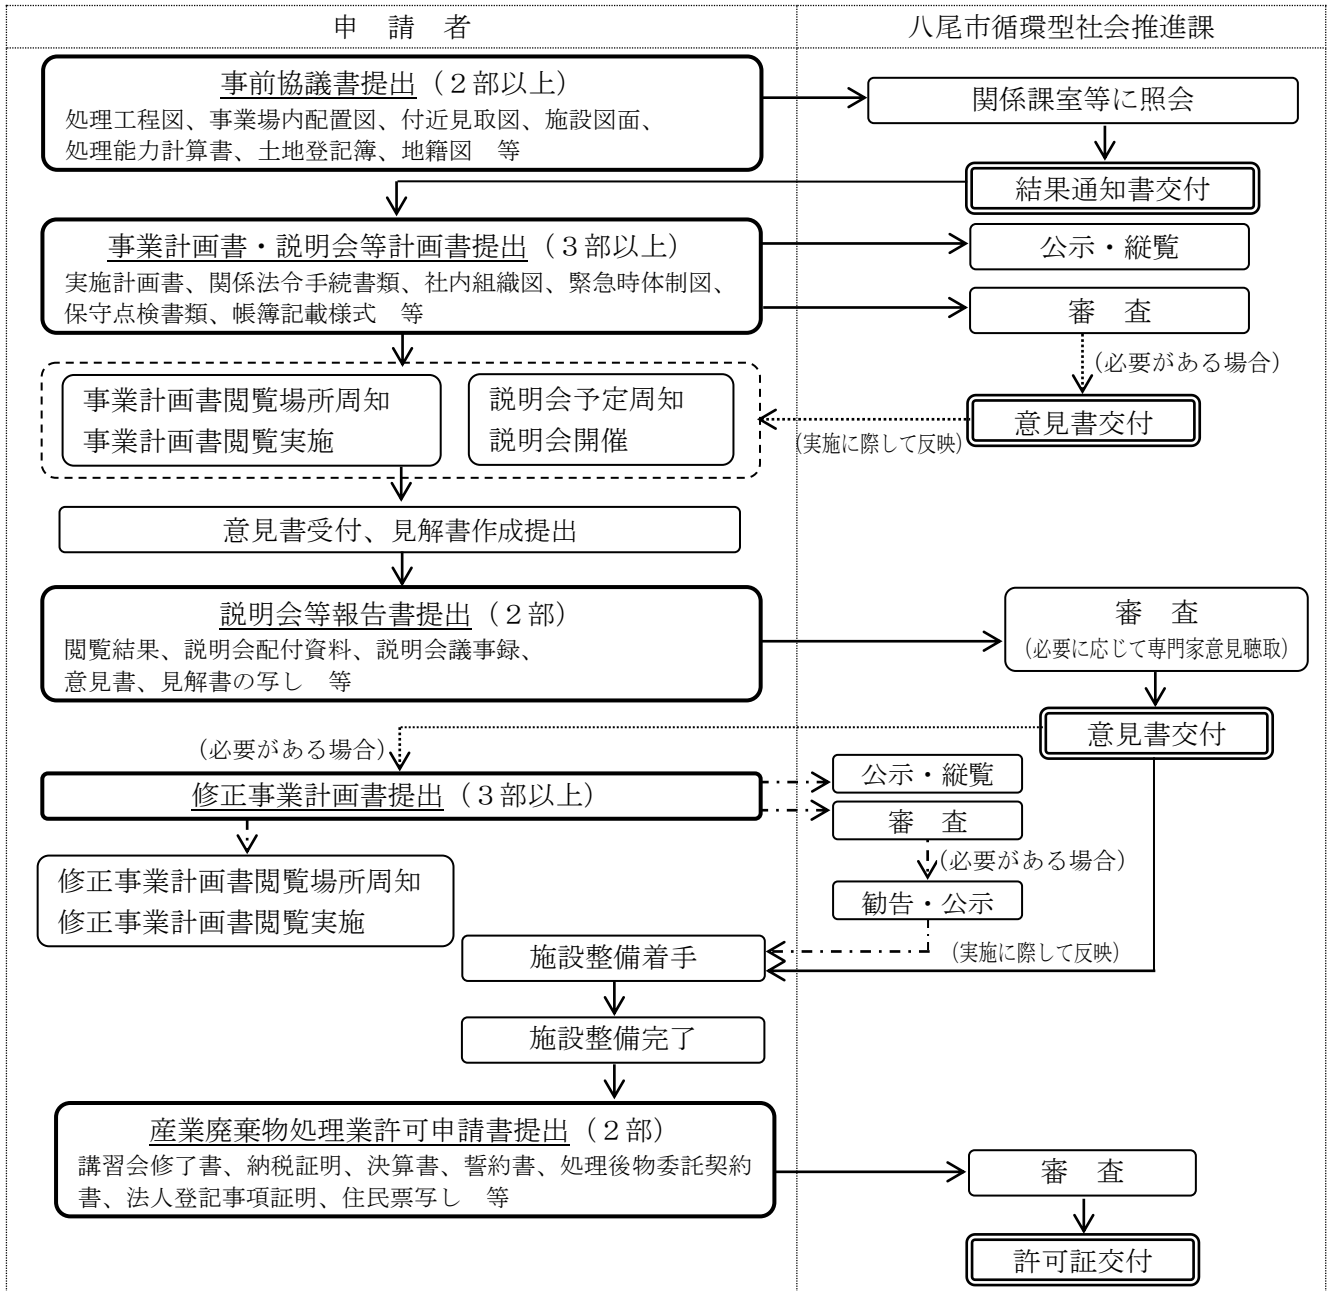 申　請　者
八尾市循環型社会推進課
事前協議書提出（２部以上）
処理工程図、事業場内配置図、付近見取図、施設図面、
処理能力計算書、土地登記簿、地籍図　等
関係課室等に照会
結果通知書交付
事業計画書・説明会等計画書提出（３部以上）
実施計画書、関係法令手続書類、社内組織図、緊急時体制図、
保守点検書類、帳簿記載様式　等
公示・縦覧
審　査
（必要がある場合）
事業計画書閲覧場所周知
事業計画書閲覧実施
説明会予定周知
説明会開催
意見書交付
（実施に際して反映）
意見書受付、見解書作成提出
説明会等報告書提出（２部）
閲覧結果、説明会配付資料、説明会議事録、
意見書、見解書の写し　等
審　査
（必要に応じて専門家意見聴取）
意見書交付
（必要がある場合）
修正事業計画書提出（３部以上）
公示・縦覧
審　査
（必要がある場合）
修正事業計画書閲覧場所周知
修正事業計画書閲覧実施
勧告・公示
（実施に際して反映）
施設整備着手
施設整備完了
産業廃棄物処理業許可申請書提出（２部）
講習会修了書、納税証明、決算書、誓約書、処理後物委託契約
書、法人登記事項証明、住民票写し　等
審　査
許可証交付